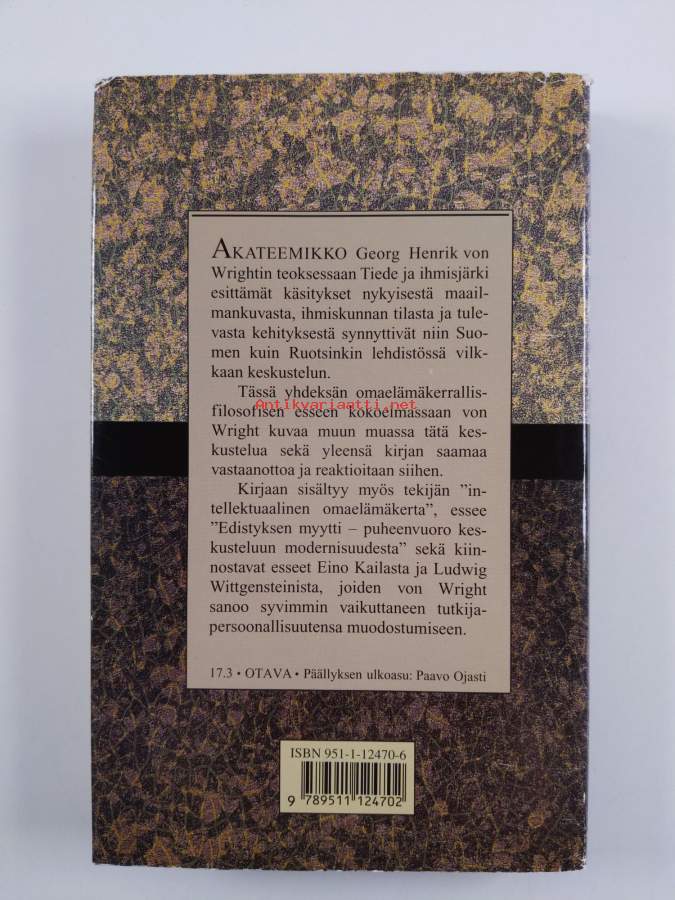 AKATEEMIKKO Georg Henrik von
Wrightin teoksessaan Tiede ja ihmisjärki
esittämät käsitykset nykyisestä maail-
mankuvasta, ihmiskunnan tilasta ja tule-
vasta kehityksestä synnyttivät niin Suo-
men kuin Ruotsinkin lehdistössä vilk-
kaan keskustelun.
Tässä yhdeksän omaelämäkerrallis-
filosofisen esseen kokoelmassaan von
Antikvariaatti.net
Wright kuvaa muun muassa tätä kes-
kustelua sekä yleensä kirjan saamaa
vastaanottoa ja reaktioitaan siihen.
Kirjaan sisältyy myös tekijän ”in-
tellektuaalinen omaelämäkerta”, essee
”Edistyksen myytti – puheenvuoro kes-
kusteluun modernisuudesta” sekä kiin-
nostavat esseet Eino Kailasta ja Ludwig
Wittgensteinista, joiden von Wright
sanoo syvimmin vaikuttaneen tutkija-
persoonallisuutensa muodostumiseen.
17.3 • OTAVA • Päällyksen ulkoasu: Paavo Ojasti
ISBN 951-1-12470-6
9 789511 124702